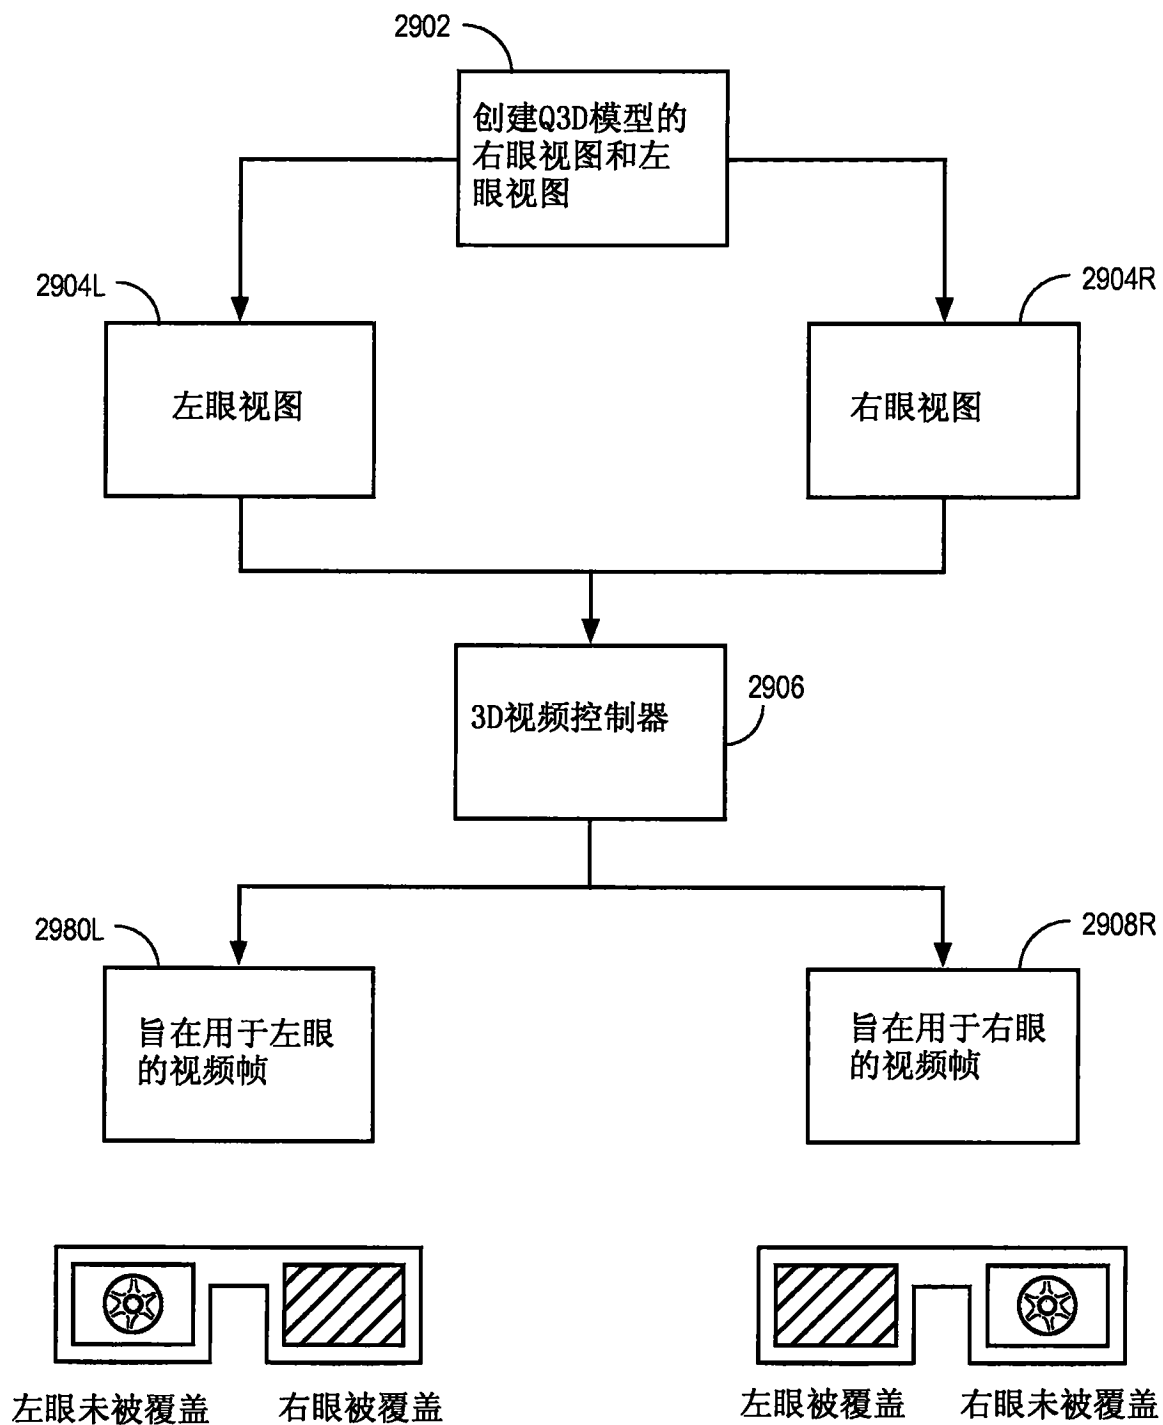 2902
创建Q3D模型的
右眼视图和左
眼视图
2904L
2904R
左眼视图
右眼视图
2906
3D视频控制器
2980L
2908R
旨在用于左眼
的视频帧
旨在用于右眼
的视频帧
左眼未被覆盖
右眼被覆盖
左眼被覆盖
右眼未被覆盖